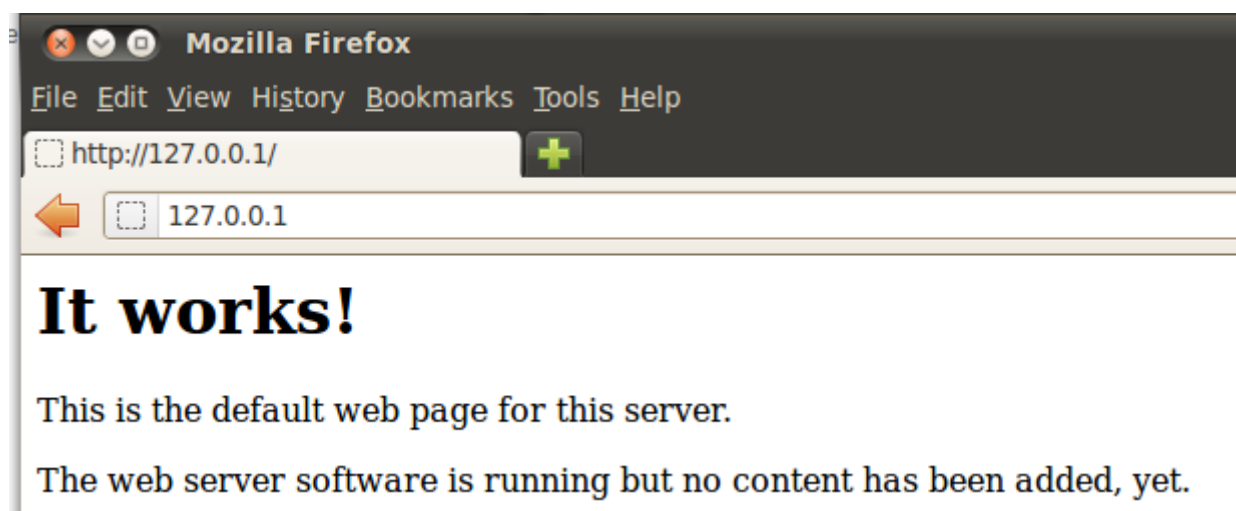 Mozilla Firefox
File Edit View History Bookmarks Tools Help
http://127.0.0.1/
127.0.0.1
It works!
This is the default web page for this server.
The web server software is running but no content has been added, yet.